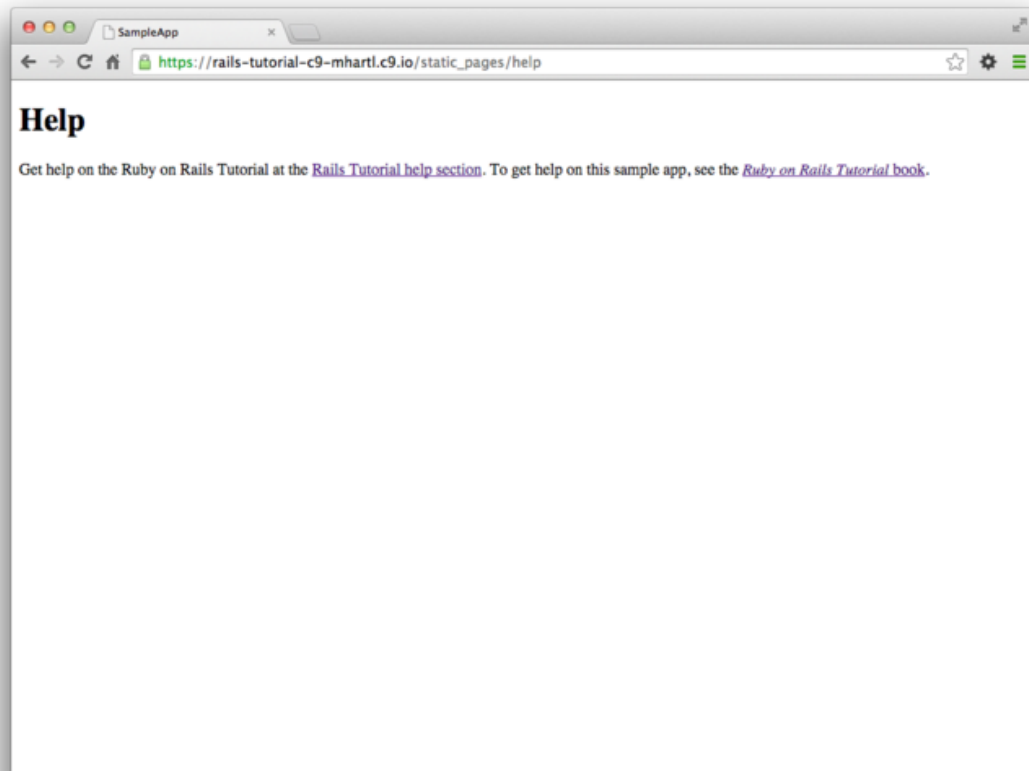 SampleApp
https://rails-tutorial-c9-mhartl.c9.io/static_pages/help
Help
Get help on the Ruby on Rails Tutorial at the Rails Tutorial help section. To get help on this sample app, see the Ruby on Rails Tutorial book.